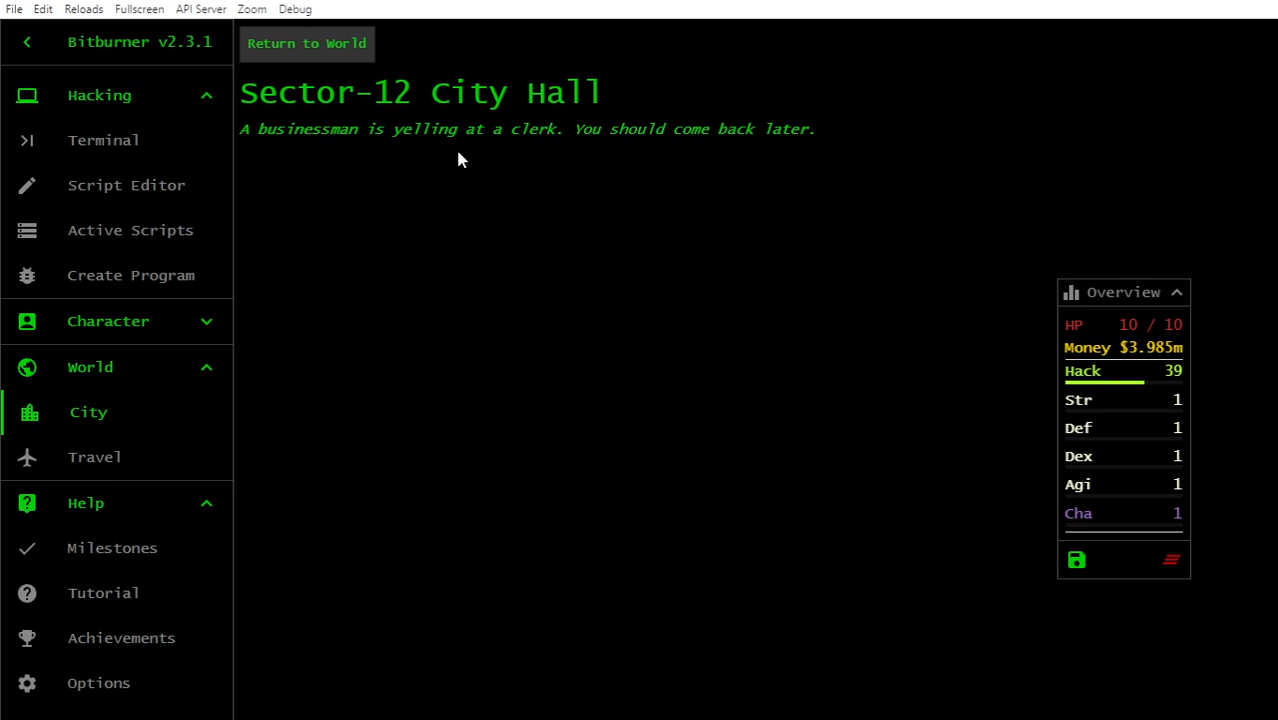 File Edit Reloads Fullscreen API Server Zoom Debug
Bitburner v2.3.1
Hacking
Terminal
Script Editor
Active Scripts
Create Program
Character
World
City
Travel
Help
Milestones
Tutorial
Achievements
Options
Return to World
Sector-12 City Hall
A businessman is yelling at a clerk. You should come back later.
Overview
HP 10 / 10
Money $3.985m
Hack 39
Str 1
Def 1
Dex 1
Agi 1
Cha 1